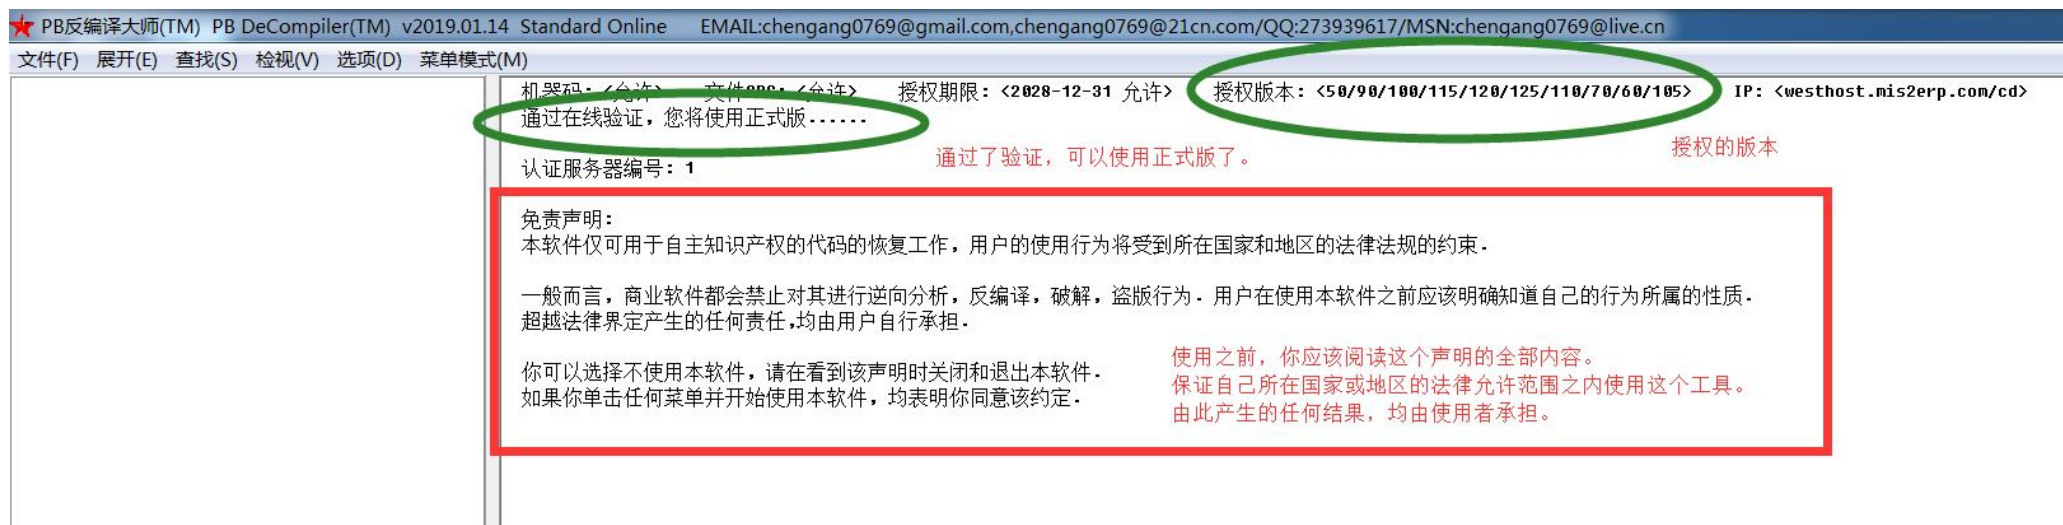 PB反编译大师(TM) PB DeCompiler(TM) v2019.01.14 Standard Online EMAIL:chengang0769@gmail.com,chengang0769@21cn.com/QQ:273939617/MSN:chengang0769@live.cn
文件(F) 展开(E) 查找(S) 检视(V) 选项(D) 菜单模式(M)
机器码: <允许> 文件CRC: <允许> 授权期限: <2028-12-31 允许> 授权版本: <50/90/100/115/120/125/110/70/60/105> IP: <westhost.mis2erp.com/cd>
通过在线验证，您将使用正式版......
通过了验证，可以使用正式版了。
授权的版本
认证服务器编号: 1
免责声明:
本软件仅可用于自主知识产权的代码的恢复工作，用户的使用行为将受到所在国家和地区的法律法规的约束.
一般而言，商业软件都会禁止对其进行逆向分析，反编译，破解，盗版行为. 用户在使用本软件之前应该明确知道自己的行为所属的性质.
超越法律界定产生的任何责任,均由用户自行承担.
你可以选择不使用本软件，请在看到该声明时关闭和退出本软件.
如果你单击任何菜单并开始使用本软件，均表明你同意该约定.
使用之前，你应该阅读这个声明的全部内容。
保证自己所在国家或地区的法律允许范围之内使用这个工具。
由此产生的任何结果，均由使用者承担。